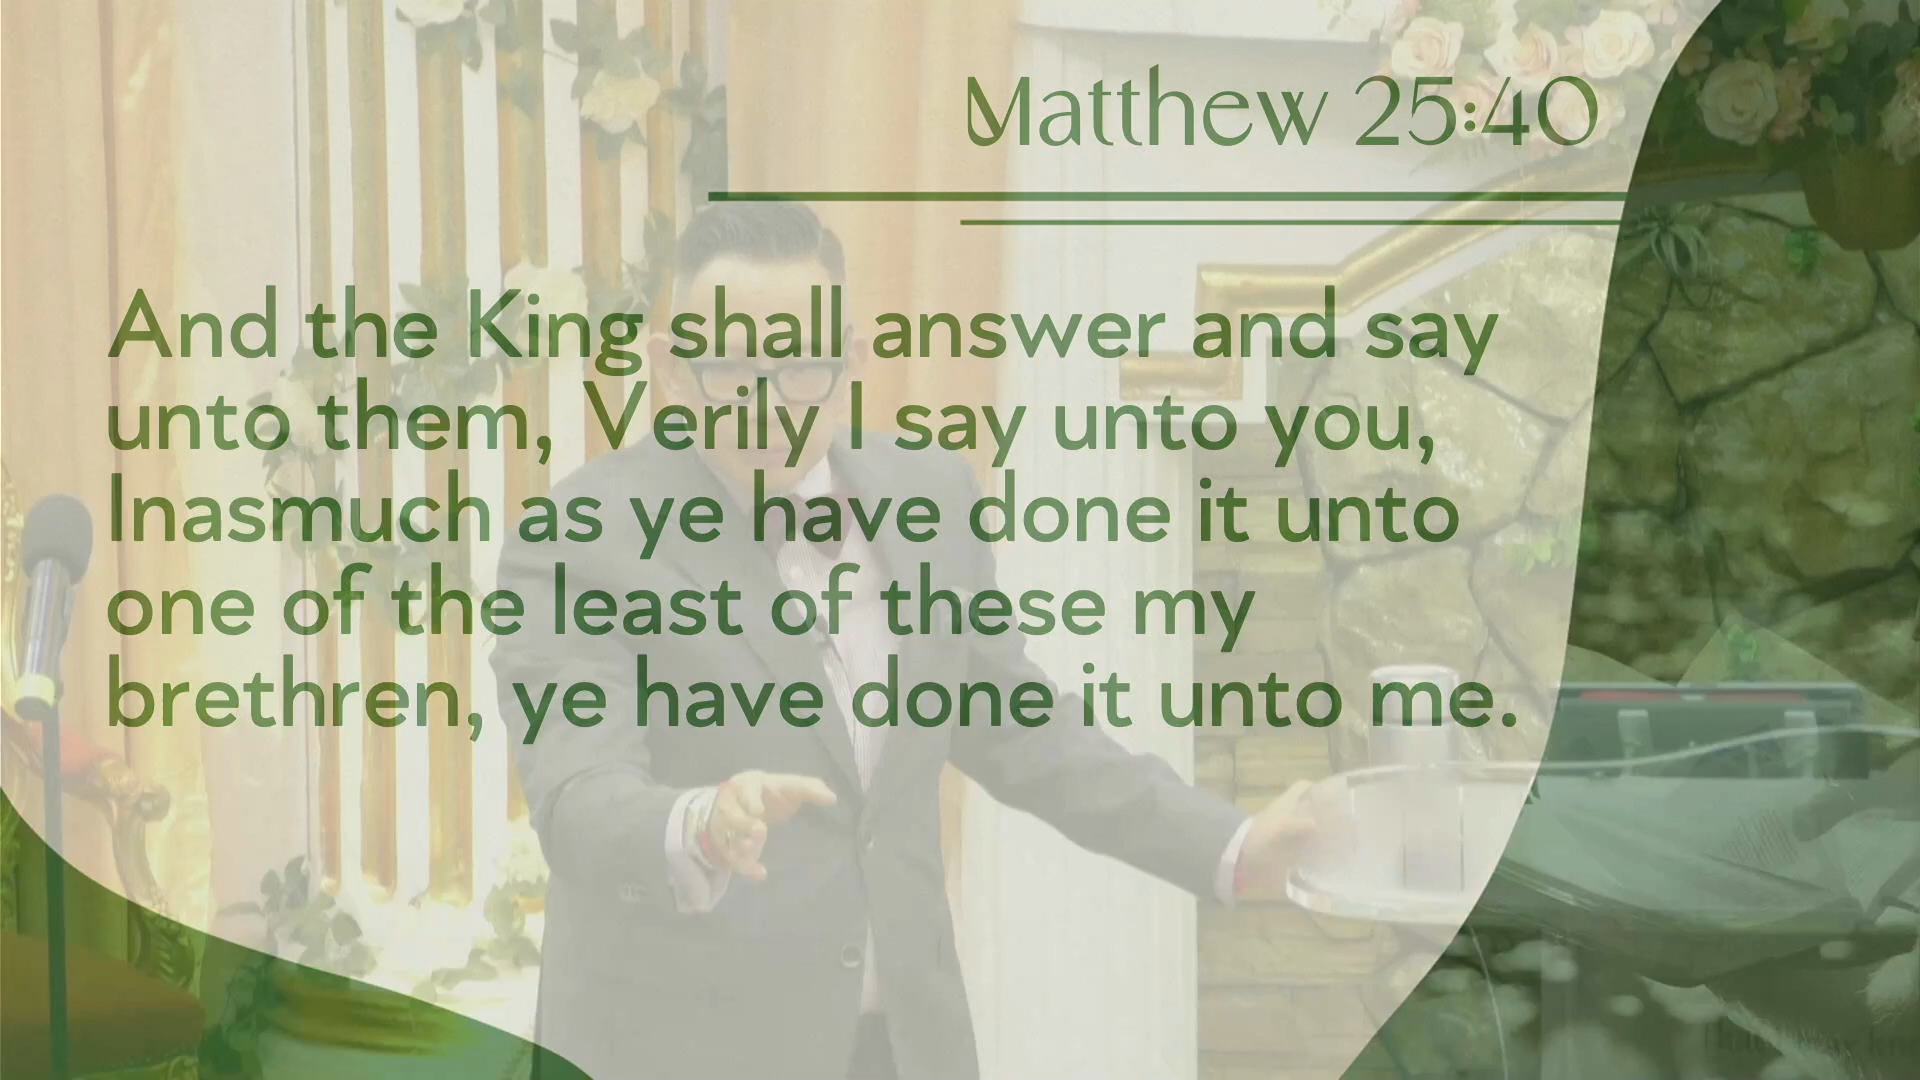 Matthew 25:40
And the King shall answer and say
unto them, Verily I say unto you,
Inasmuch as ye have done it unto
one of the least of these my
brethren, ye have done it unto me.